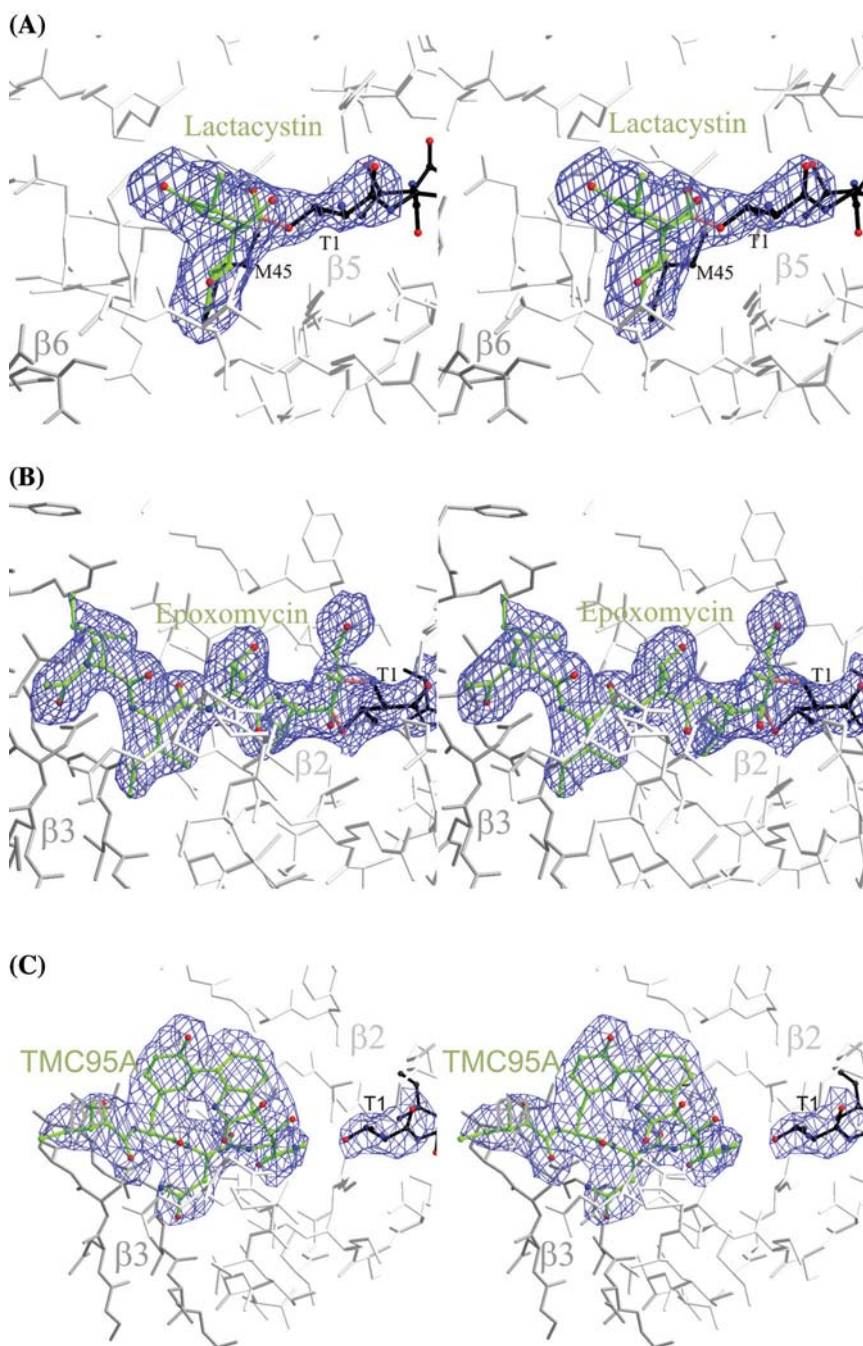 (A)
Lactacystin Lactacystin
T1 T1
M45 M45
β5 β5
β6 β6
(B)
Epoxomycin Epoxomycin
T1 T1
β2 β2
β3 β3
(C)
β2 β2
TMC95A TMC95A
T1 T1
β3 β3